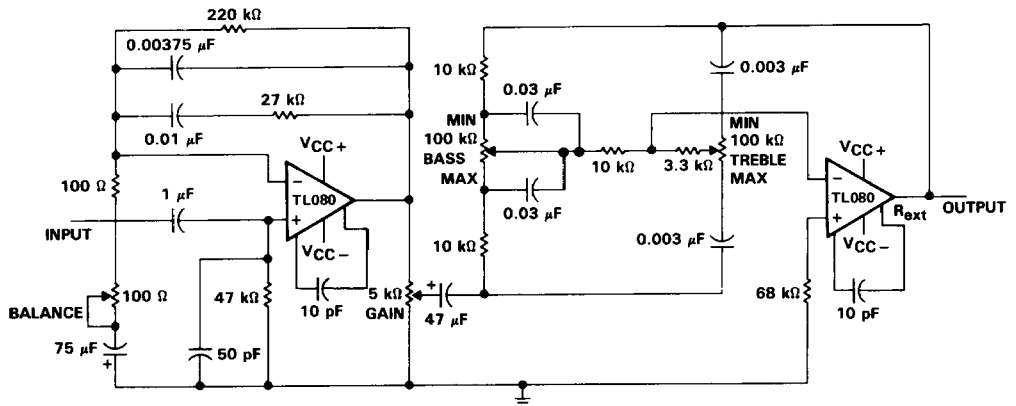 220 kΩ
0.00375 μF
27 kΩ
0.01 μF
100 Ω
1 μF
INPUT
VCC+
−
TL080
+
VCC−
100 Ω
BALANCE
75 μF
+
47 kΩ
50 pF
10 pF
5 kΩ
GAIN
+
47 μF
10 kΩ
0.03 μF
MIN
100 kΩ
BASS
MAX
0.03 μF
10 kΩ
10 kΩ
3.3 kΩ
0.003 μF
MIN
100 kΩ
TREBLE
MAX
0.003 μF
VCC+
−
TL080
+
Rext
OUTPUT
VCC−
68 kΩ
10 pF